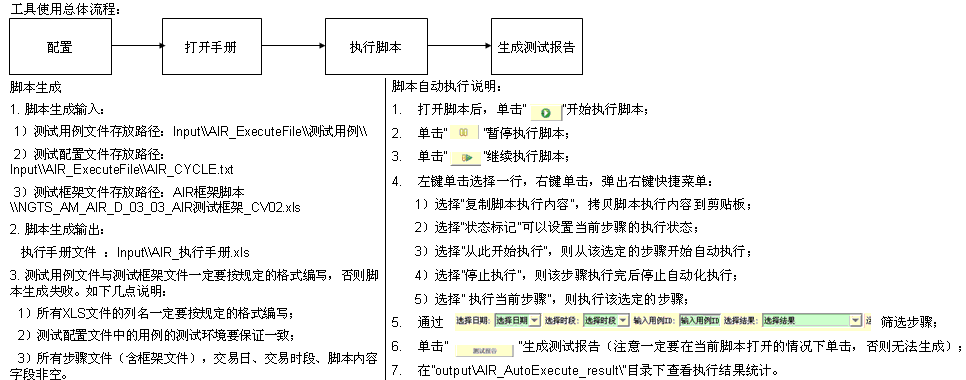 工具使用总体流程：
配置
打开手册
执行脚本
生成测试报告
脚本生成
1. 脚本生成输入：
1）测试用例文件存放路径：Input\\AIR_ExecuteFile\\测试用例\\
2）测试配置文件存放路径：
Input\\AIR_ExecuteFile\\AIR_CYCLE.txt
3）测试框架文件存放路径：AIR框架脚本
\\NGTS_AM_AIR_D_03_03_AIR测试框架_CV02.xls
2. 脚本生成输出：
执行手册文件 ：Input\\AIR_执行手册.xls
3. 测试用例文件与测试框架文件一定要按规定的格式编写，否则脚
本生成失败。如下几点说明：
1）所有XLS文件的列名一定要按规定的格式编写；
2）测试配置文件中的用例的测试环境要保证一致；
3）所有步骤文件（含框架文件），交易日、交易时段、脚本内容
字段非空。
脚本自动执行说明：
1. 打开脚本后，单击" "开始执行脚本；
2. 单击" "暂停执行脚本；
3. 单击" "继续执行脚本；
4. 左键单击选择一行，右键单击，弹出右键快捷菜单：
1）选择"复制脚本执行内容"，拷贝脚本执行内容到剪贴板；
2）选择"状态标记"可以设置当前步骤的执行状态；
3）选择"从此开始执行"，则从该选定的步骤开始自动执行；
4）选择"停止执行"，则该步骤执行完后停止自动化执行；
5）选择" 执行当前步骤"，则执行该选定的步骤；
5. 通过 选择日期: 选择日期 选择时段: 选择时段 输入用例ID: 输入用例ID 选择结果: 选择结果 筛选步骤；
6. 单击" 测试报告 "生成测试报告（注意一定要在当前脚本打开的情况下单击，否则无法生成）；
7. 在"output\AIR_AutoExecute_result\"目录下查看执行结果统计。